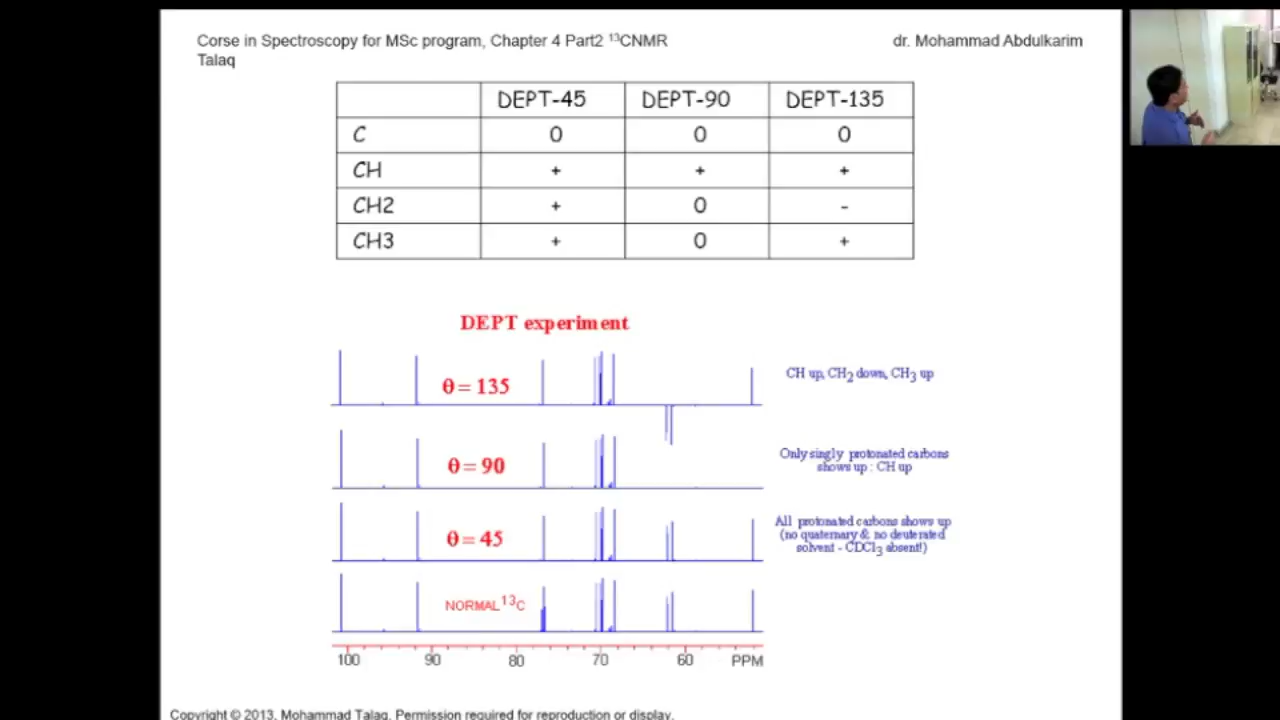 Corse in Spectroscopy for MSc program, Chapter 4 Part2 ¹³CNMR dr. Mohammad Abdulkarim
Talaq
DEPT-45 DEPT-90 DEPT-135
C 0 0 0
CH + + +
CH2 + 0 -
CH3 + 0 +
DEPT experiment
θ = 135 CH up, CH₂ down, CH₃ up
θ = 90 Only singly protonated carbons
shows up : CH up
θ = 45 All protonated carbons shows up
(no quaternary & no deuterated
solvent - CDCl₃ absent!)
NORMAL ¹³C
100 90 80 70 60 PPM
Copyright © 2013, Mohammad Talaq. Permission required for reproduction or display.